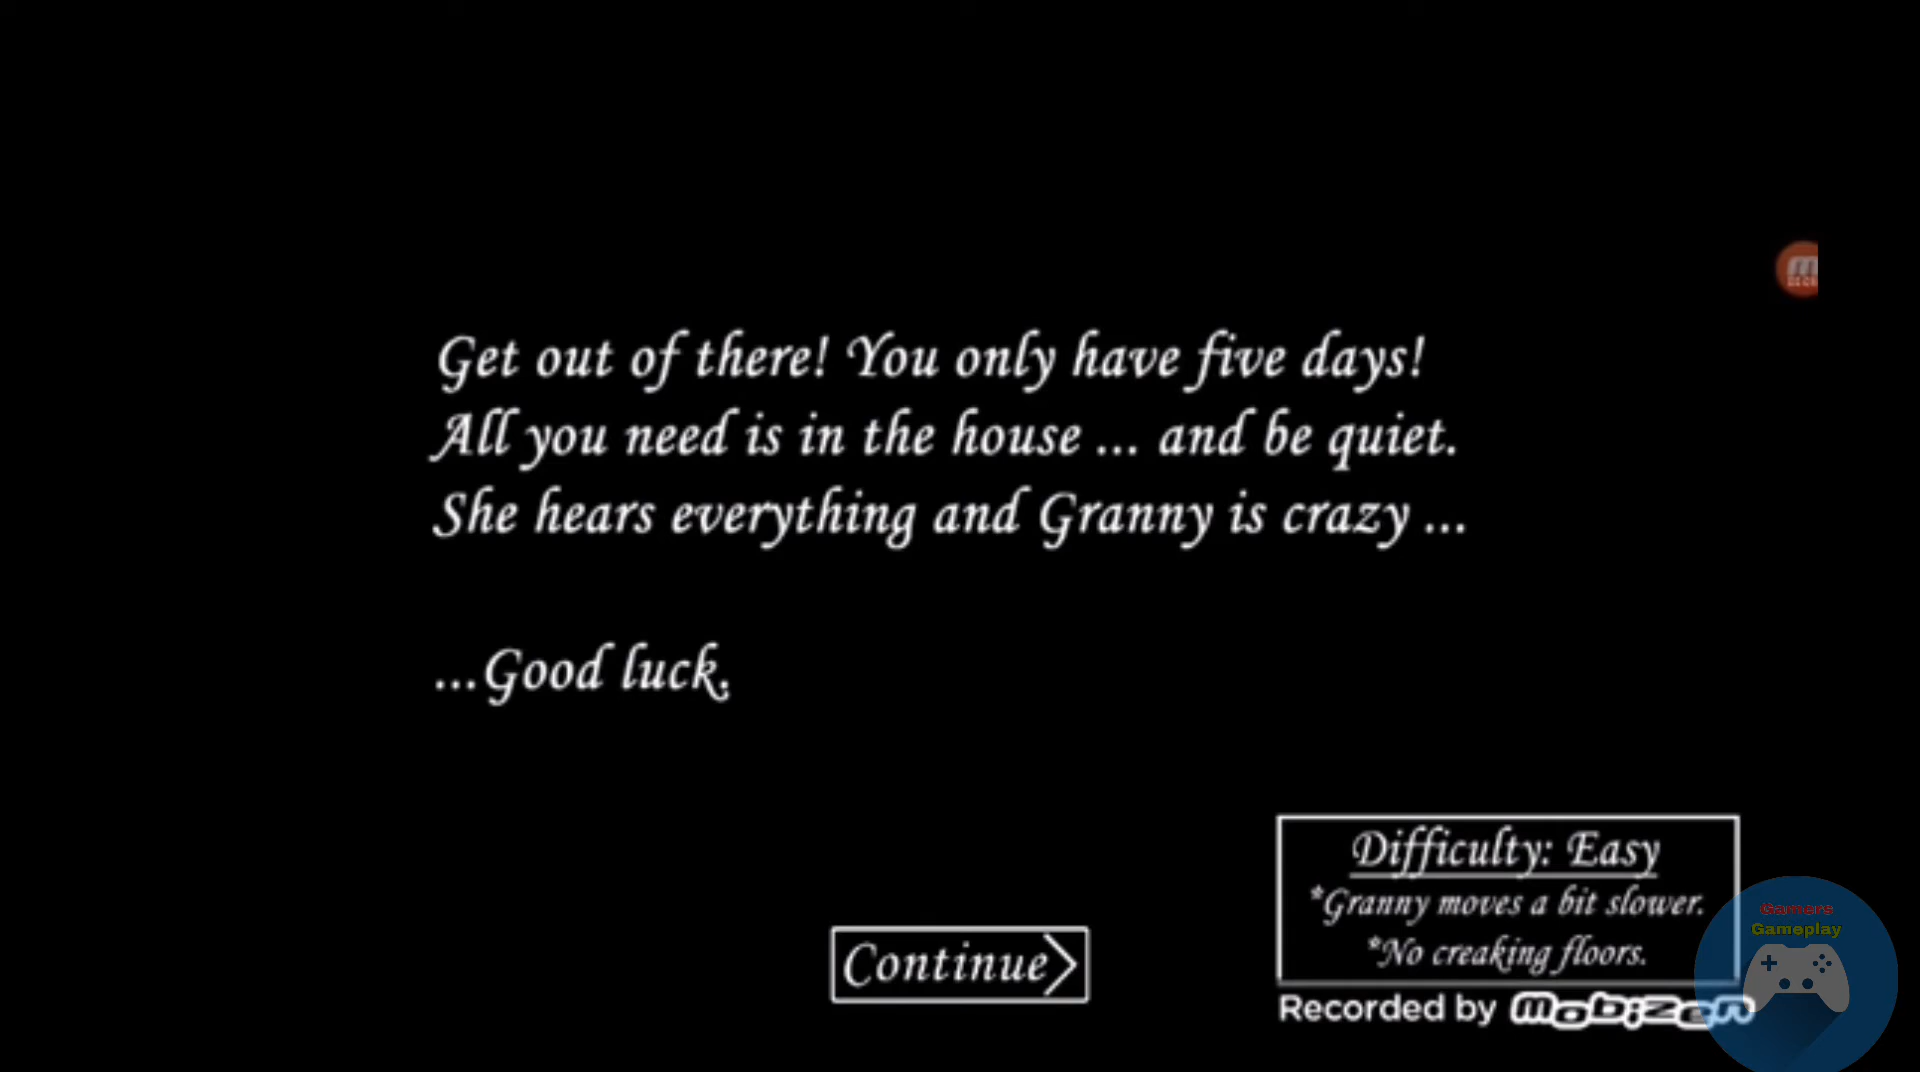 Get out of there! You only have five days!
All you need is in the house ... and be quiet.
She hears everything and Granny is crazy ...
...Good luck.
Difficulty: Easy
*Granny moves a bit slower.
*No creaking floors.
Continue>
Recorded by mobizen
Gamers
Gameplay